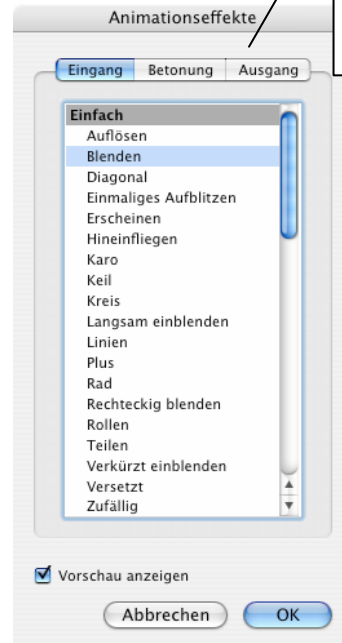 Animationseffekte
Eingang Betonung Ausgang
Einfach
Auflösen
Blenden
Diagonal
Einmaliges Aufblitzen
Erscheinen
Hineinfliegen
Karo
Keil
Kreis
Langsam einblenden
Linien
Plus
Rad
Rechteckig blenden
Rollen
Teilen
Verkürzt einblenden
Versetzt
Zufällig
Vorschau anzeigen
Abbrechen OK